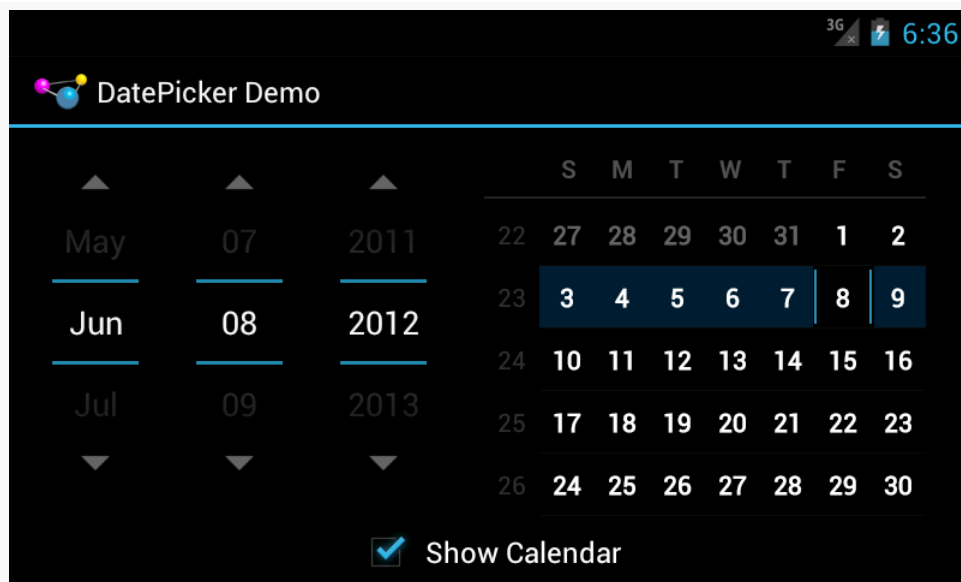 3G 6:36
DatePicker Demo
S M T W T F S
May 07 2011 22 27 28 29 30 31 1 2
23 3 4 5 6 7 8 9
Jun 08 2012
24 10 11 12 13 14 15 16
Jul 09 2013 25 17 18 19 20 21 22 23
26 24 25 26 27 28 29 30
Show Calendar